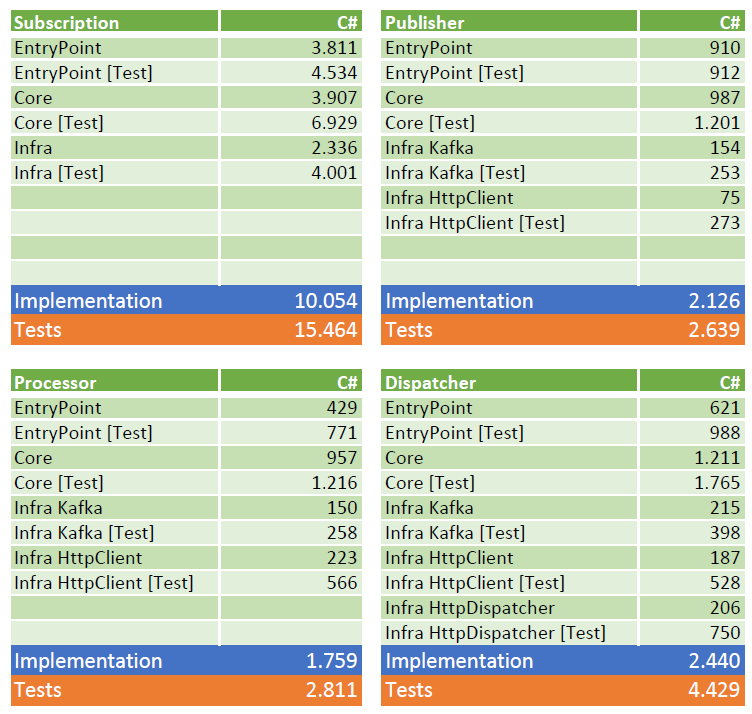 Subscription C#
EntryPoint 3.811
EntryPoint [Test] 4.534
Core 3.907
Core [Test] 6.929
Infra 2.336
Infra [Test] 4.001
Implementation 10.054
Tests 15.464
Publisher C#
EntryPoint 910
EntryPoint [Test] 912
Core 987
Core [Test] 1.201
Infra Kafka 154
Infra Kafka [Test] 253
Infra HttpClient 75
Infra HttpClient [Test] 273
Implementation 2.126
Tests 2.639
Processor C#
EntryPoint 429
EntryPoint [Test] 771
Core 957
Core [Test] 1.216
Infra Kafka 150
Infra Kafka [Test] 258
Infra HttpClient 223
Infra HttpClient [Test] 566
Implementation 1.759
Tests 2.811
Dispatcher C#
EntryPoint 621
EntryPoint [Test] 988
Core 1.211
Core [Test] 1.765
Infra Kafka 215
Infra Kafka [Test] 398
Infra HttpClient 187
Infra HttpClient [Test] 528
Infra HttpDispatcher 206
Infra HttpDispatcher [Test] 750
Implementation 2.440
Tests 4.429